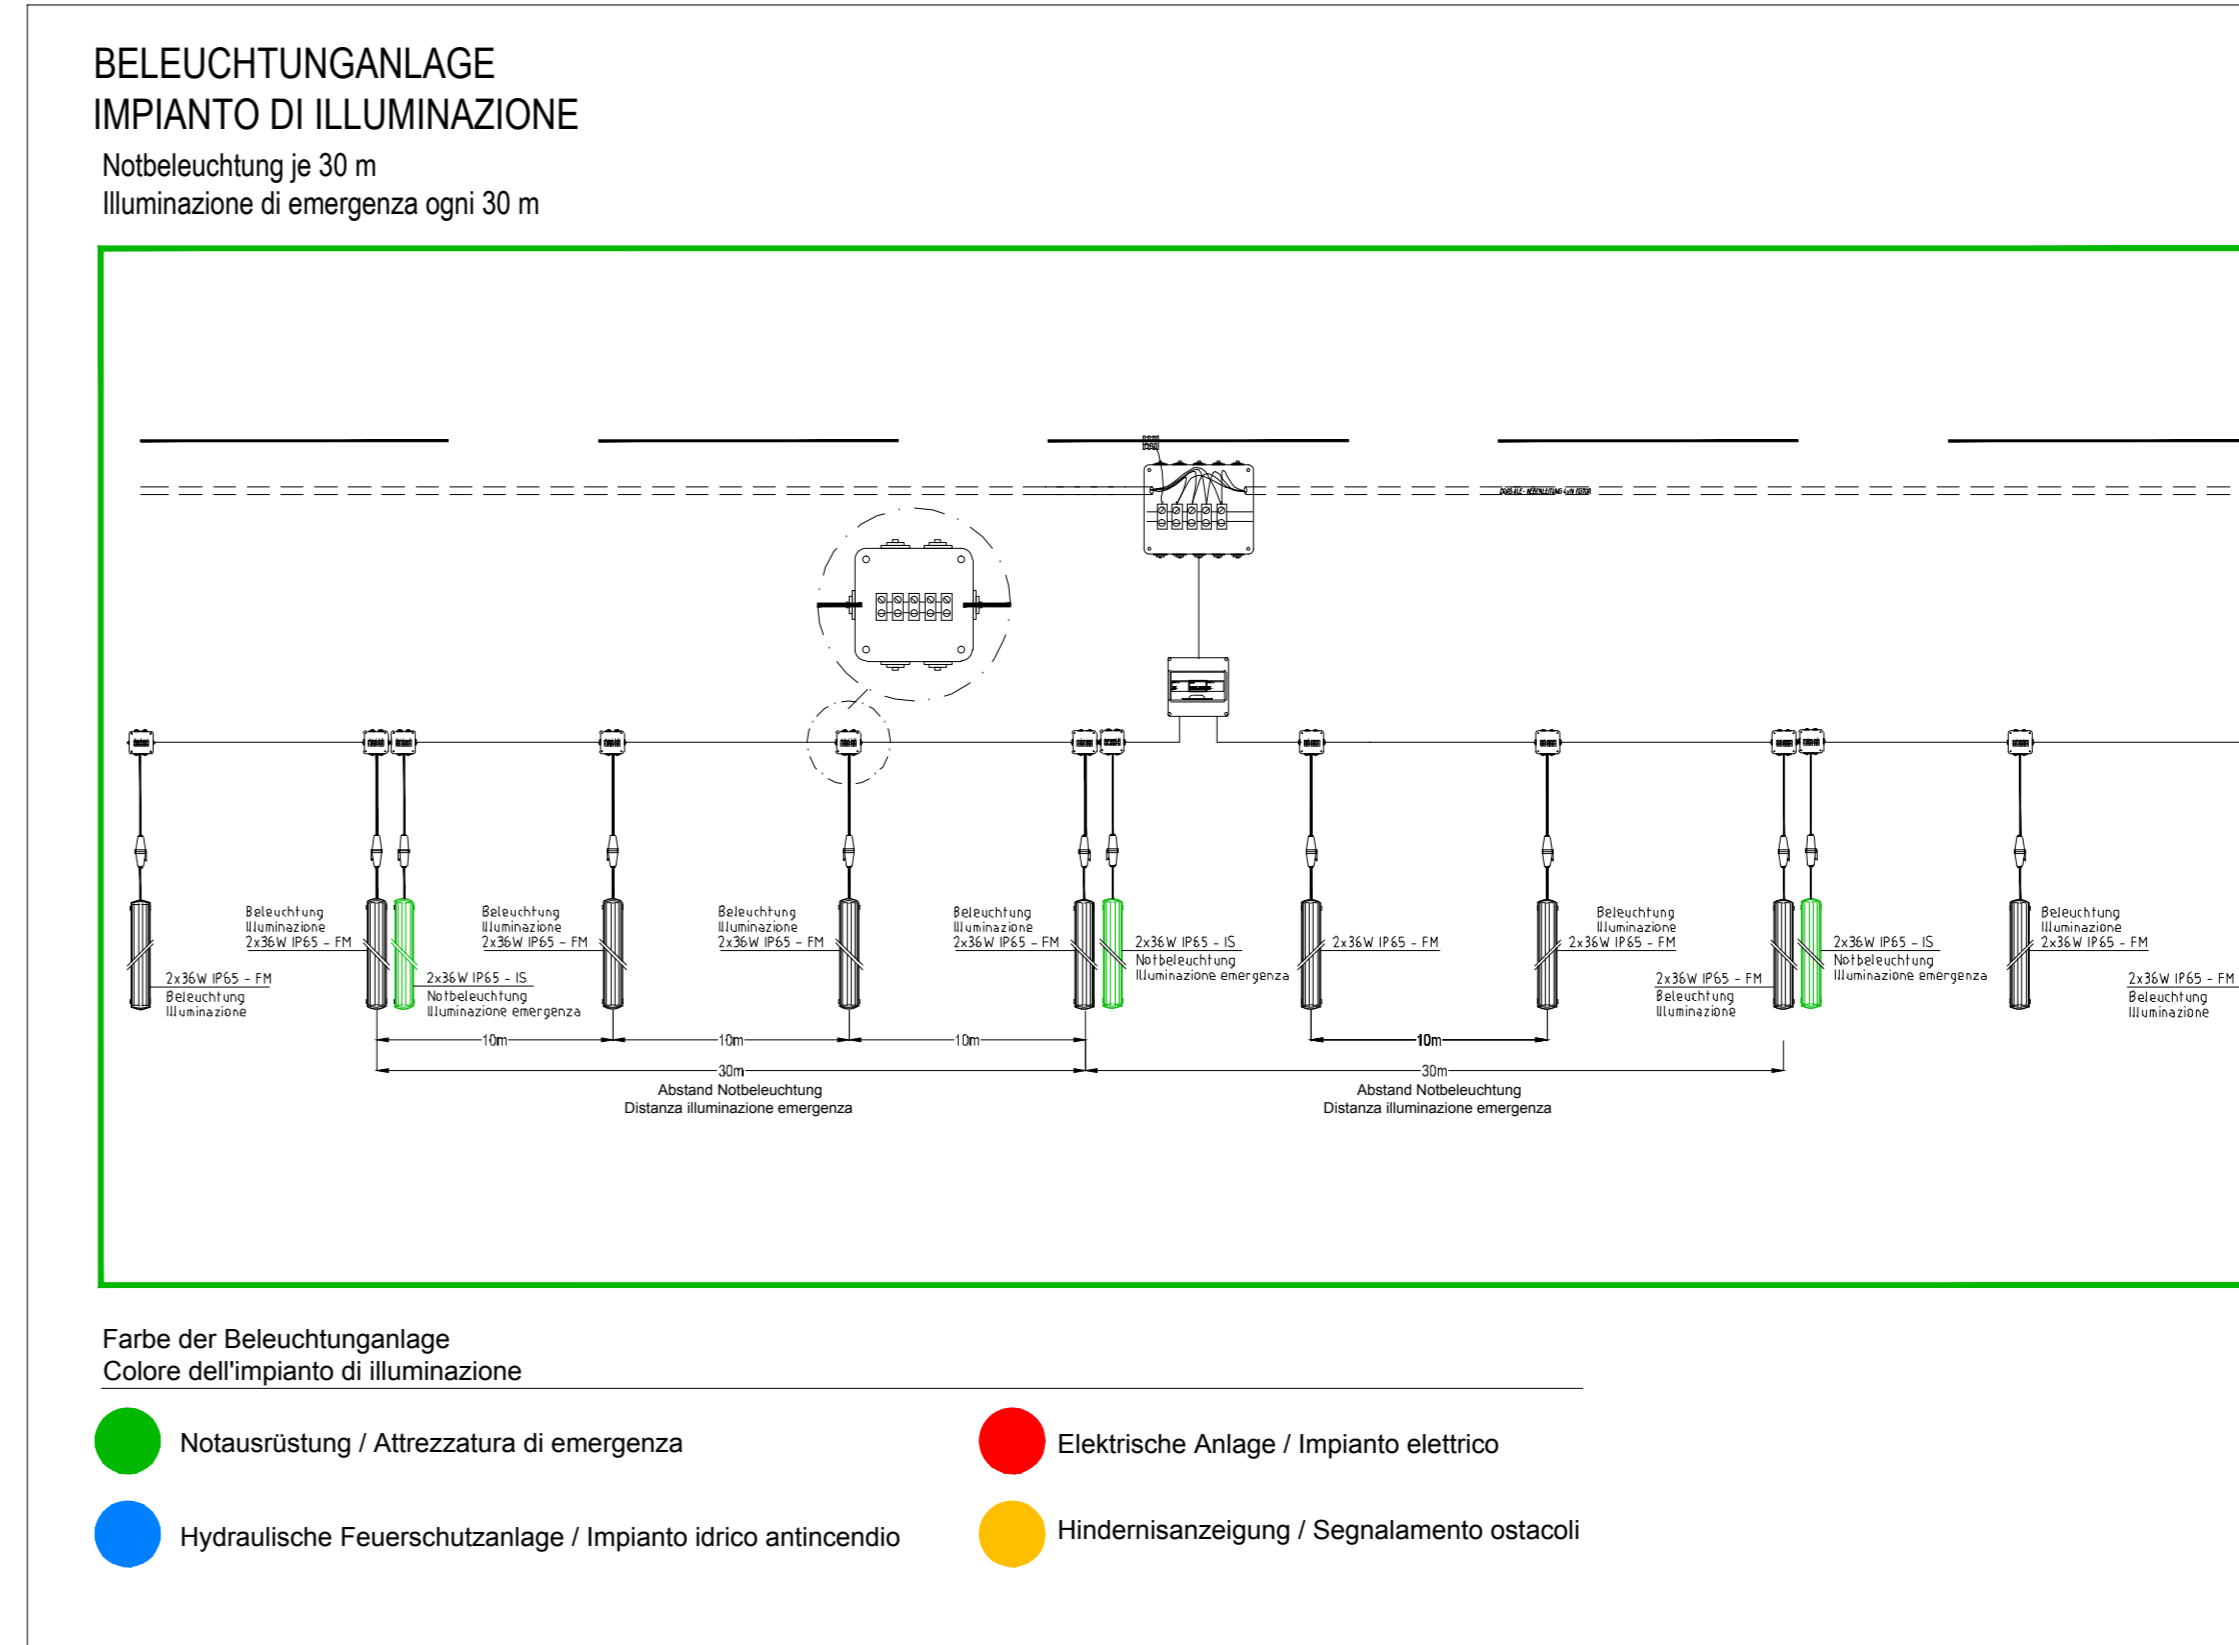 BELEUCHTUNGANLAGE
IMPIANTO DI ILLUMINAZIONE
Notbeleuchtung je 30 m
Illuminazione di emergenza ogni 30 m
Beleuchtung
Illuminazione
2x36W IP65 - FM
Beleuchtung
Illuminazione
2x36W IP65 - FM
Beleuchtung
Illuminazione
2x36W IP65 - FM
Beleuchtung
Illuminazione
2x36W IP65 - FM
2x36W IP65 - IS
Notbeleuchtung
Illuminazione emergenza
2x36W IP65 - FM
Beleuchtung
Illuminazione
2x36W IP65 - FM
2x36W IP65 - IS
Notbeleuchtung
Illuminazione emergenza
Beleuchtung
Illuminazione
2x36W IP65 - FM
2x36W IP65 - FM
Beleuchtung
Illuminazione
2x36W IP65 - IS
Notbeleuchtung
Illuminazione emergenza
2x36W IP65 - FM
Beleuchtung
Illuminazione
2x36W IP65 - FM
Beleuchtung
Illuminazione
10m
10m
10m
10m
30m
30m
Abstand Notbeleuchtung
Distanza illuminazione emergenza
Abstand Notbeleuchtung
Distanza illuminazione emergenza
Farbe der Beleuchtunganlage
Colore dell'impianto di illuminazione
Notausrüstung / Attrezzatura di emergenza
Elektrische Anlage / Impianto elettrico
Hydraulische Feuerschutzanlage / Impianto idrico antincendio
Hindernisanzeigung / Segnalamento ostacoli